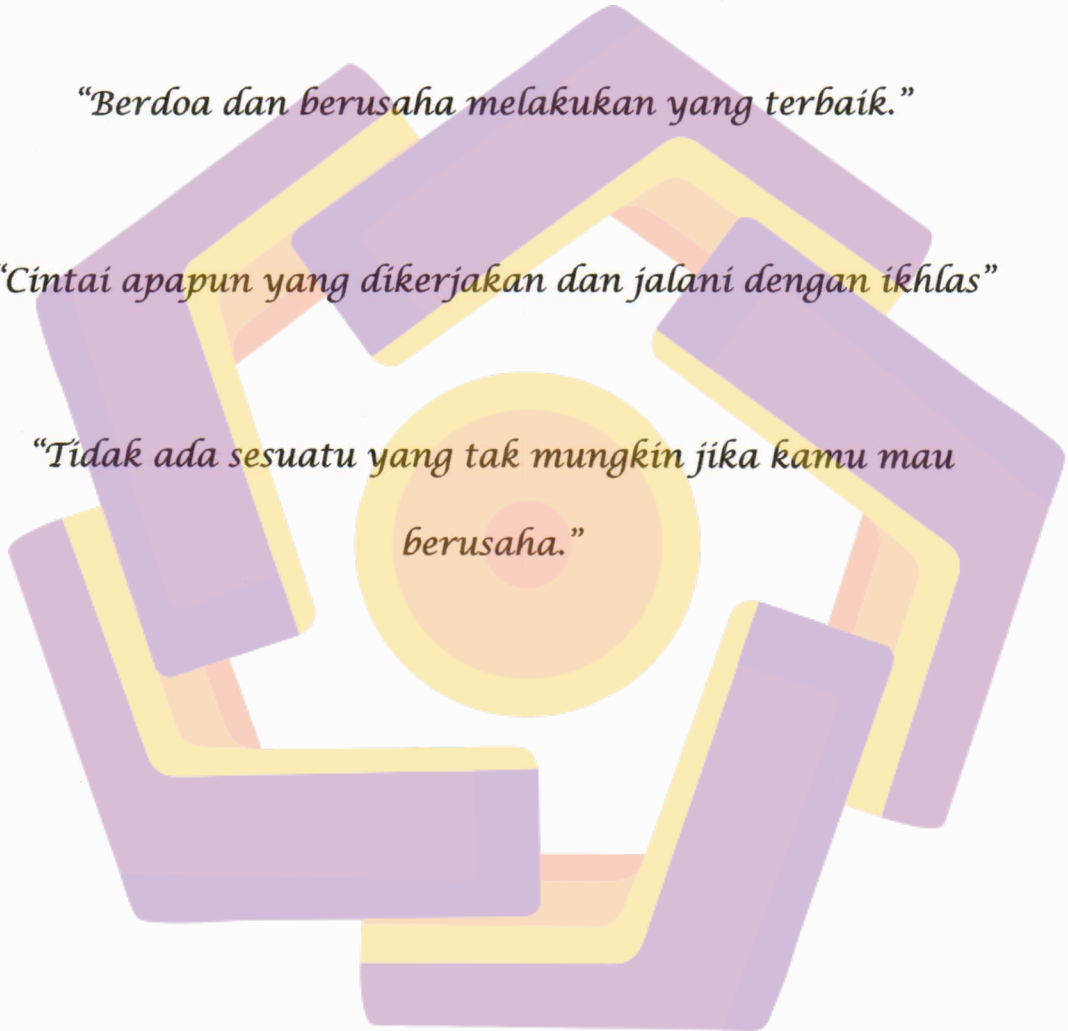 “Berdoa dan berusaha melakukan yang terbaik.”
“Cintai apapun yang dikerjakan dan jalani dengan ikhlas”
“Tidak ada sesuatu yang tak mungkin jika kamu mau
berusaha.”